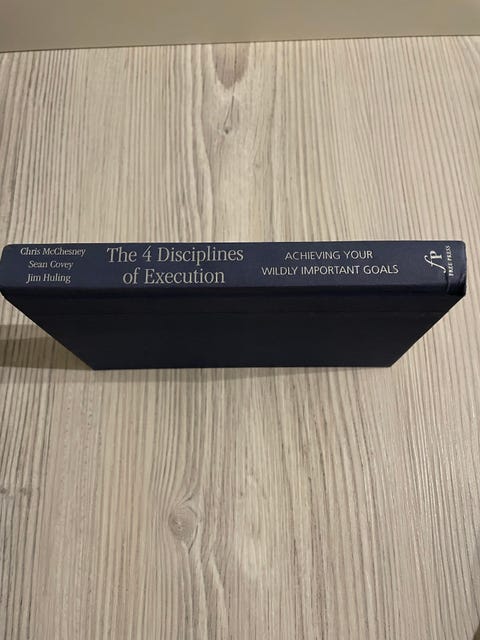 Chris McChesney
Sean Covey
Jim Huling
The 4 Disciplines
of Execution
ACHIEVING YOUR
WILDLY IMPORTANT GOALS
fP
FREE PRESS